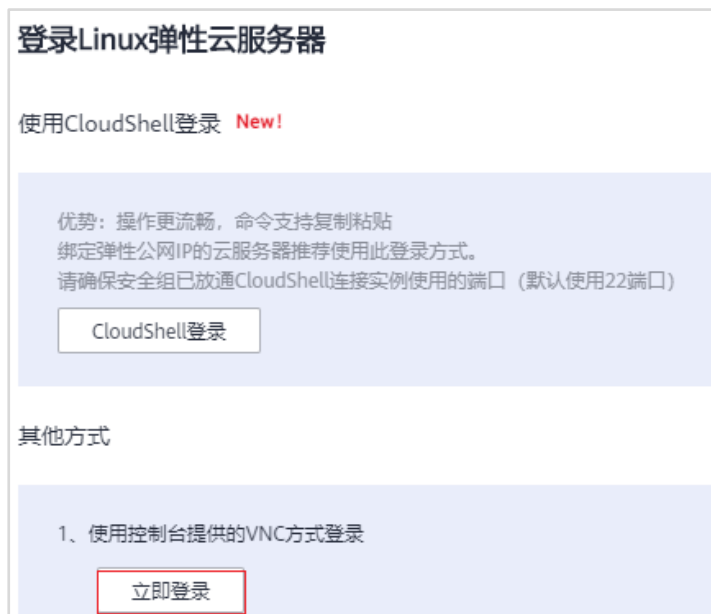 登录Linux弹性云服务器
使用CloudShell登录 New!
优势：操作更流畅，命令支持复制粘贴
绑定弹性公网IP的云服务器推荐使用此登录方式。
请确保安全组已放通CloudShell连接实例使用的端口（默认使用22端口）
CloudShell登录
其他方式
1、使用控制台提供的VNC方式登录
立即登录